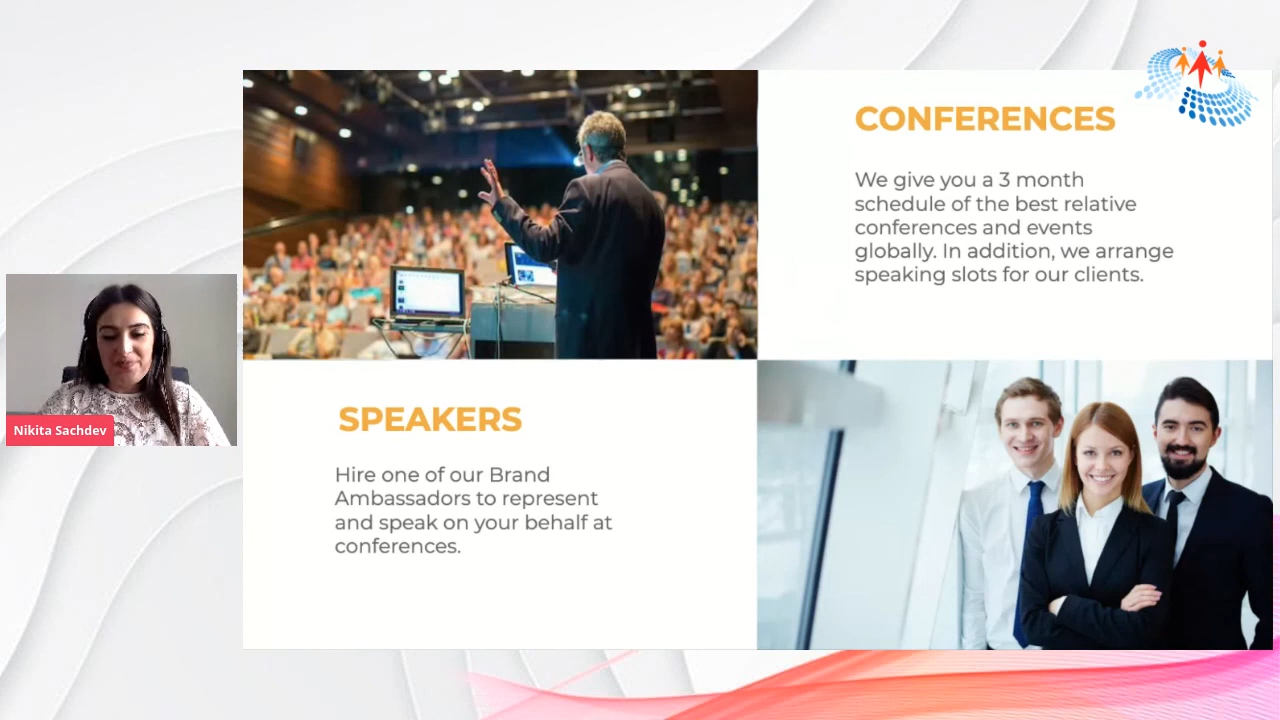 CONFERENCES
We give you a 3 month
schedule of the best relative
conferences and events
globally. In addition, we arrange
speaking slots for our clients.
Nikita Sachdev
SPEAKERS
Hire one of our Brand
Ambassadors to represent
and speak on your behalf at
conferences.